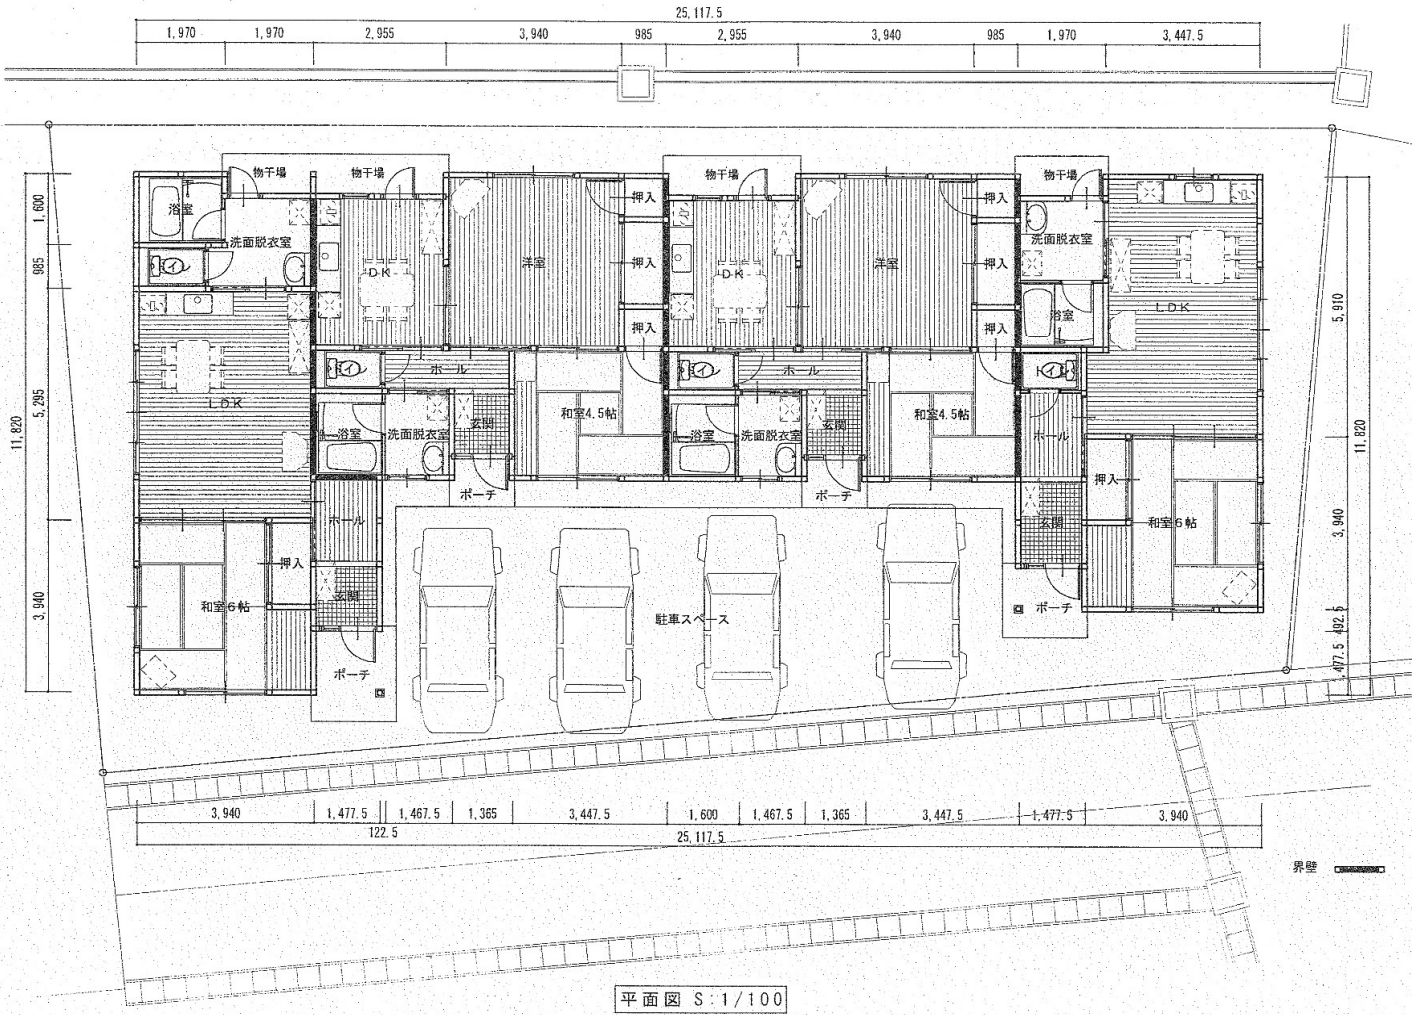 25,117.5
1,970 1,970 2,955 3,940 985 2,955 3,940 985 1,970 3,447.5
物干場 物干場 物干場 物干場
浴室 押入 押入
洗面脱衣室 洗面脱衣室
DK 洋室 押入 DK 洋室 押入
LDK
浴室
押入 押入
トイレ
ホール ホール
LDK
和室4.5帖 和室4.5帖
玄関 玄関
浴室 洗面脱衣室 浴室 洗面脱衣室 ホール
押入
ポーチ ポーチ
ホール 玄関 和室6帖
押入
玄関
和室6帖 駐車スペース ポーチ
ポーチ
1,600
985
5,295
3,940
11,820
5,910
3,940
492.5
1,477.5
11,820
3,940 1,477.5 1,467.5 1,365 3,447.5 1,600 1,467.5 1,365 3,447.5 1,477.5 3,940
122.5
25,117.5
界壁
平面図 S:1/100